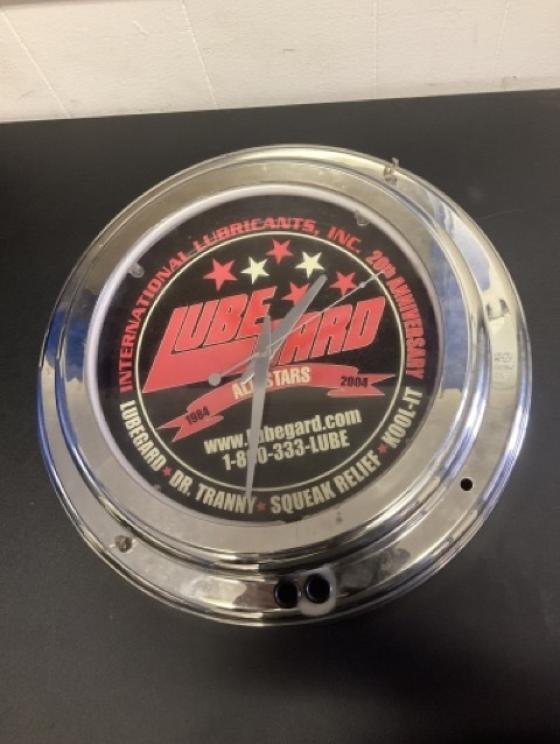 INTERNATIONAL LUBRICANTS, INC. 20th ANNIVERSARY
LUBEGARD
ALL STARS
1984 2004
www.lubegard.com
1-800-333-LUBE
LUBEGARD ★ DR. TRANNY ★ SQUEAK RELIEF ★ KOOL-IT